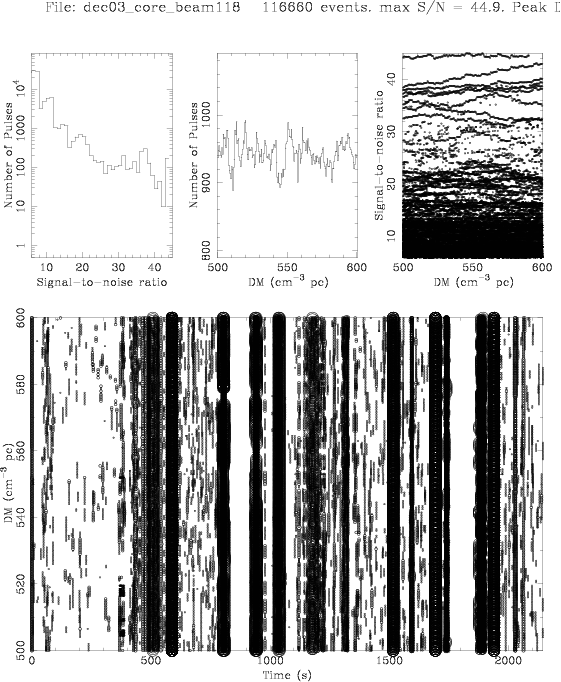 File: dec03_core_beam118 116660 events. max S/N = 44.9. Peak
Number of Pulses
10⁴
1000
100
10
1
10 20 30 40
Signal-to-noise ratio
Number of Pulses
1000
900
800
500 550 600
DM (cm⁻³ pc)
Signal-to-noise ratio
40
30
20
10
500 550 600
DM (cm⁻³ pc)
DM (cm⁻³ pc)
600
580
560
540
520
500
0 500 1000 1500 2000
Time (s)